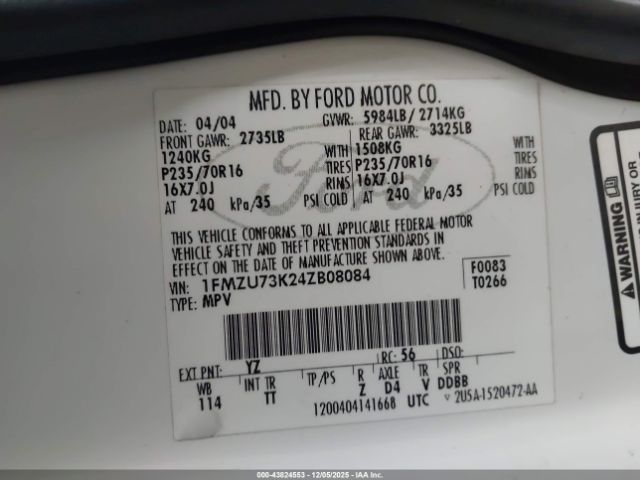 MFD. BY FORD MOTOR CO.
DATE: 04/04 GVWR: 5984LB/ 2714KG
FRONT GAWR: 2735LB REAR GAWR: 3325LB
1240KG WITH 1508KG WITH
P235/70R16 TIRES P235/70R16 TIRES
16X7.0J RIMS 16X7.0J RIMS
AT 240 kPa/35 PSI COLD AT 240 kPa/35 PSI COLD
Ford
THIS VEHICLE CONFORMS TO ALL APPLICABLE FEDERAL MOTOR
VEHICLE SAFETY AND THEFT PREVENTION STANDARDS IN
EFFECT ON THE DATE OF MANUFACTURE SHOWN ABOVE.
VIN: 1FMZU73K24ZB08084 F0083
TYPE: MPV T0266
EXT PNT: YZ RC: 56 DSO:
WB INT TR TP/PS R AXLE TR SPR
114 TT Z D4 V DDBB
1200404141668 UTC ▽ 2U5A-1520472-AA
000-43824553 - 12/05/2025 - IAAI.CA